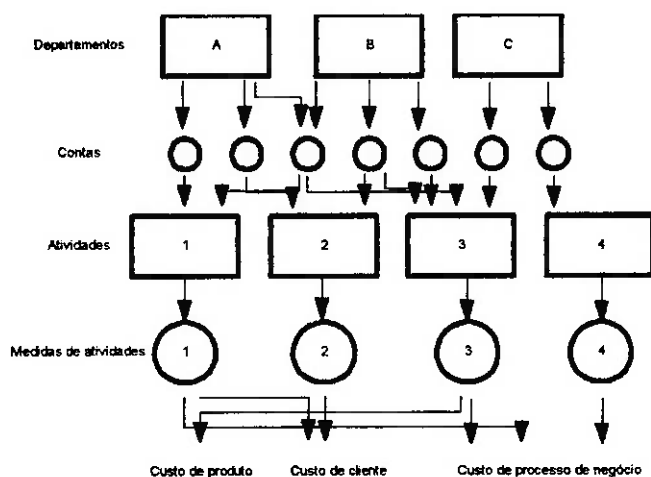 Departamentos A B C
Contas
Atividades 1 2 3 4
Medidas de atividades 1 2 3 4
Custo de produto Custo de cliente Custo de processo de negócio